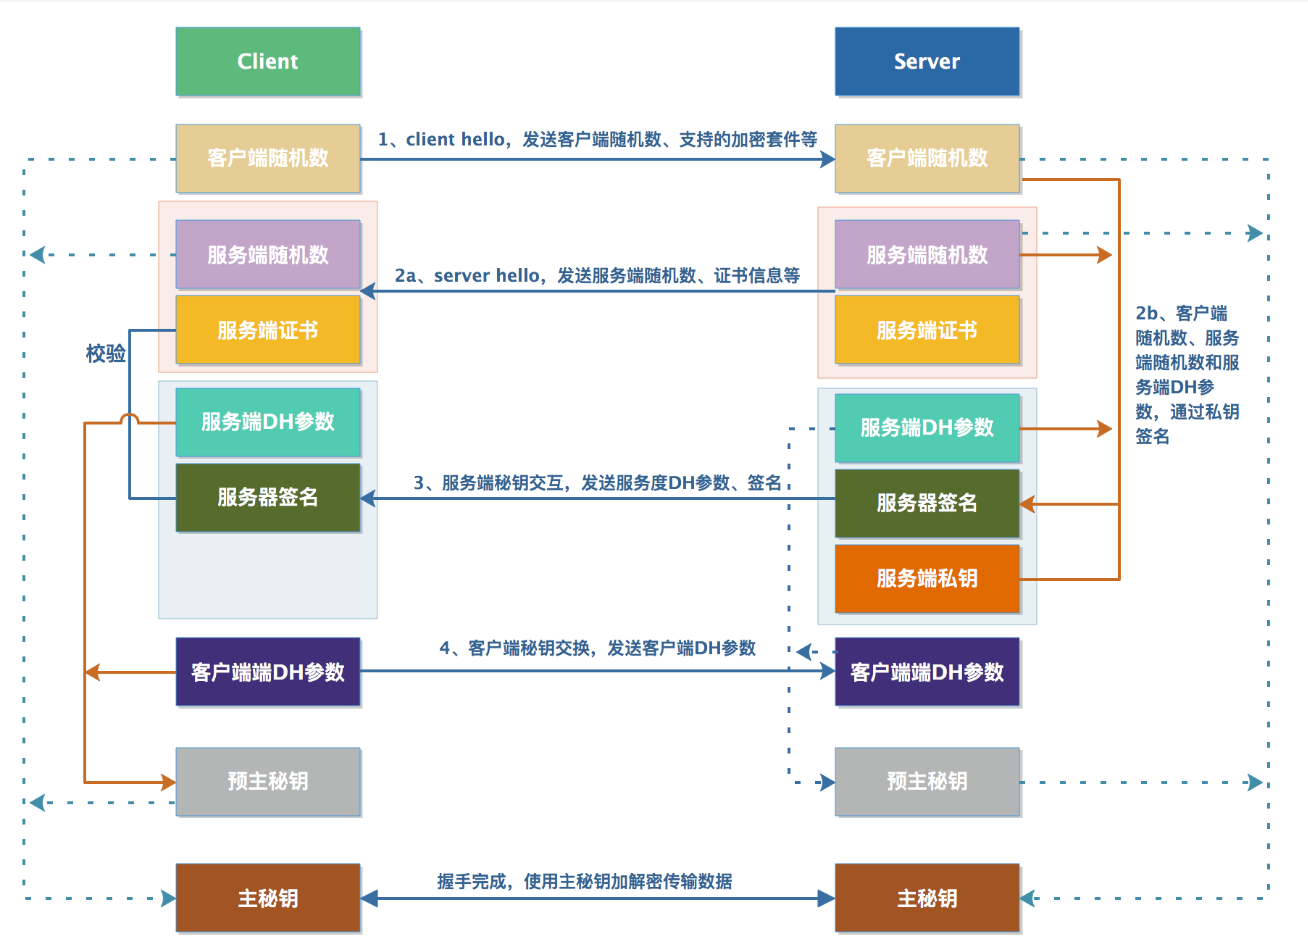 Client
Server
1、client hello，发送客户端随机数、支持的加密套件等
客户端随机数
客户端随机数
服务端随机数
服务端随机数
2a、server hello，发送服务端随机数、证书信息等
服务端证书
服务端证书
校验
2b、客户端
随机数、服务
端随机数和服
务端DH参
数，通过私钥
签名
服务端DH参数
服务端DH参数
3、服务端秘钥交互，发送服务度DH参数、签名
服务器签名
服务器签名
服务端私钥
4、客户端秘钥交换，发送客户端DH参数
客户端端DH参数
客户端端DH参数
预主秘钥
预主秘钥
握手完成，使用主秘钥加解密传输数据
主秘钥
主秘钥